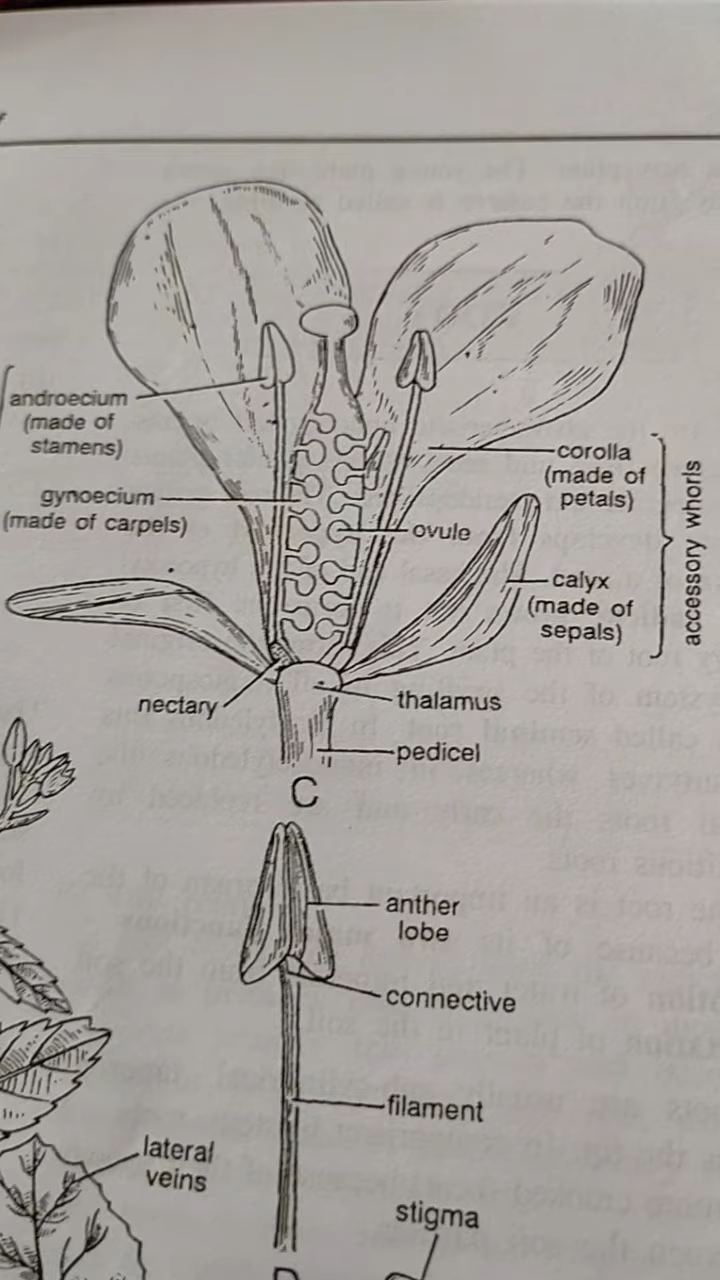 androecium
(made of
stamens)
gynoecium
(made of carpels)
corolla
(made of
petals)
accessory whorls
ovule
calyx
(made of
sepals)
nectary
thalamus
pedicel
C
anther
lobe
connective
filament
lateral
veins
stigma